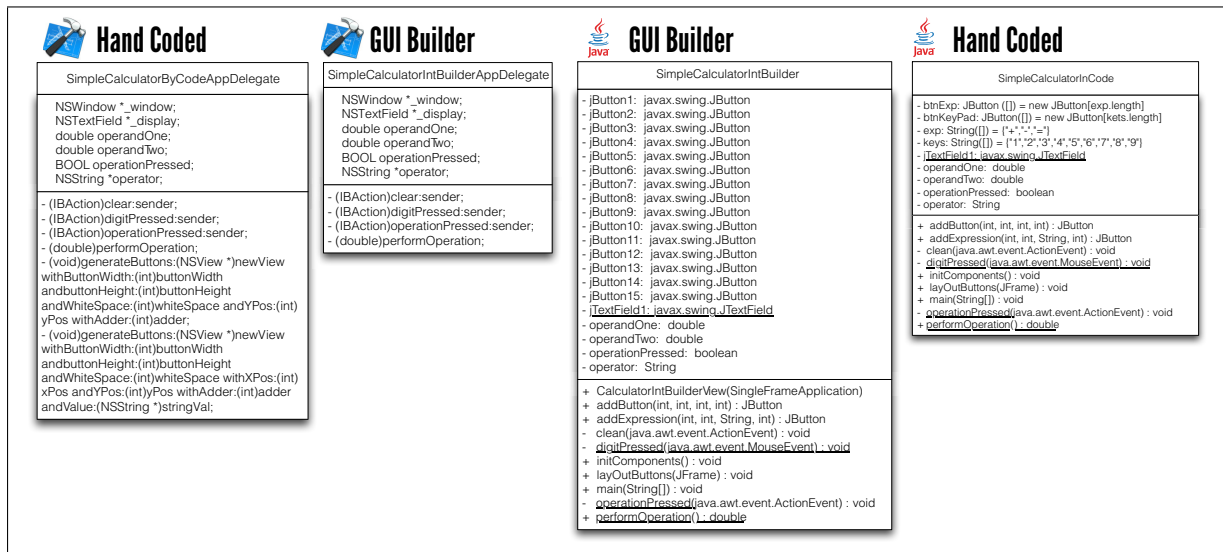 Hand Coded
SimpleCalculatorByCodeAppDelegate
NSWindow *_window;
NSTextField *_display;
double operandOne;
double operandTwo;
BOOL operationPressed;
NSString *operator;
- (IBAction)clear:sender;
- (IBAction)digitPressed:sender;
- (IBAction)operationPressed:sender;
- (double)performOperation;
- (void)generateButtons:(NSView *)newView
withButtonWidth:(int)buttonWidth
andbuttonHeight:(int)buttonHeight
andWhiteSpace:(int)whiteSpace andYPos:(int)
yPos withAdder:(int)adder;
- (void)generateButtons:(NSView *)newView
withButtonWidth:(int)buttonWidth
andbuttonHeight:(int)buttonHeight
andWhiteSpace:(int)whiteSpace withXPos:(int)
xPos andYPos:(int)yPos withAdder:(int)adder
andValue:(NSString *)stringVal;
GUI Builder
SimpleCalculatorIntBuilderAppDelegate
NSWindow *_window;
NSTextField *_display;
double operandOne;
double operandTwo;
BOOL operationPressed;
NSString *operator;
- (IBAction)clear:sender;
- (IBAction)digitPressed:sender;
- (IBAction)operationPressed:sender;
- (double)performOperation;
Java
GUI Builder
SimpleCalculatorIntBuilder
- jButton1: javax.swing.JButton
- jButton2: javax.swing.JButton
- jButton3: javax.swing.JButton
- jButton4: javax.swing.JButton
- jButton5: javax.swing.JButton
- jButton6: javax.swing.JButton
- jButton7: javax.swing.JButton
- jButton8: javax.swing.JButton
- jButton9: javax.swing.JButton
- jButton10: javax.swing.JButton
- jButton11: javax.swing.JButton
- jButton12: javax.swing.JButton
- jButton13: javax.swing.JButton
- jButton14: javax.swing.JButton
- jButton15: javax.swing.JButton
- jTextField1: javax.swing.JTextField
- operandOne: double
- operandTwo: double
- operationPressed: boolean
- operator: String
+ CalculatorIntBuilderView(SingleFrameApplication)
+ addButton(int, int, int, int) : JButton
+ addExpression(int, int, String, int) : JButton
- clean(java.awt.event.ActionEvent) : void
- digitPressed(java.awt.event.MouseEvent) : void
+ initComponents() : void
+ layOutButtons(JFrame) : void
+ main(String[]) : void
- operationPressed(java.awt.event.ActionEvent) : void
+ performOperation() : double
Java
Hand Coded
SimpleCalculatorInCode
- btnExp: JButton ([]) = new JButton[exp.length]
- btnKeyPad: JButton([]) = new JButton[kets.length]
- exp: String([]) = {"+","-","="}
- keys: String([]) = {"1","2","3","4","5","6","7","8","9"}
- jTextField1: javax.swing.JTextField
- operandOne: double
- operandTwo: double
- operationPressed: boolean
- operator: String
+ addButton(int, int, int, int) : JButton
+ addExpression(int, int, String, int) : JButton
- clean(java.awt.event.ActionEvent) : void
- digitPressed(java.awt.event.MouseEvent) : void
+ initComponents() : void
+ layOutButtons(JFrame) : void
+ main(String[]) : void
- operationPressed(java.awt.event.ActionEvent) : void
+ performOperation() : double